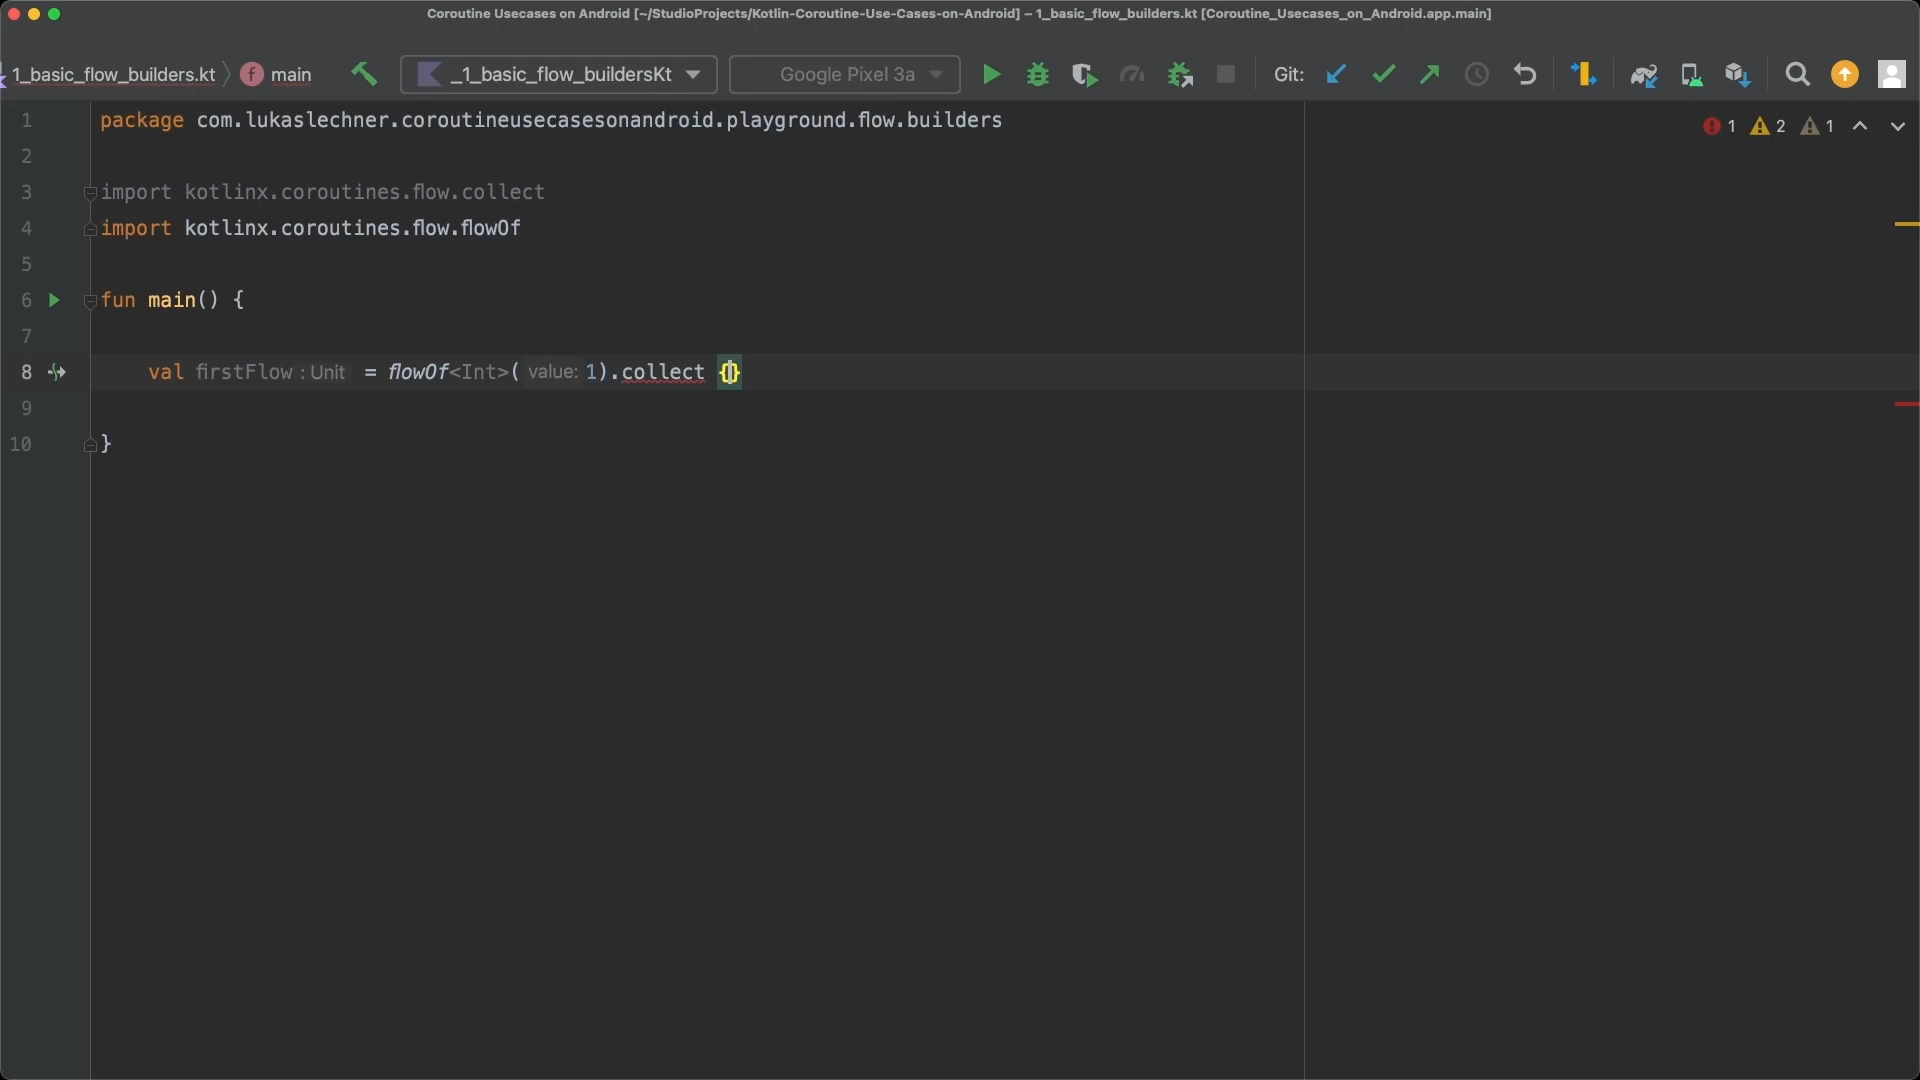 Coroutine Usecases on Android [~/StudioProjects/Kotlin-Coroutine-Use-Cases-on-Android] – 1_basic_flow_builders.kt [Coroutine_Usecases_on_Android.app.main]
1_basic_flow_builders.kt f main _1_basic_flow_buildersKt Google Pixel 3a Git:
1 package com.lukaslechner.coroutineusecasesonandroid.playground.flow.builders 1 2 1
2
3 import kotlinx.coroutines.flow.collect
4 import kotlinx.coroutines.flow.flowOf
5
6 fun main() {
7
8 val firstFlow : Unit = flowOf<Int>( value: 1).collect {}
9
10 }